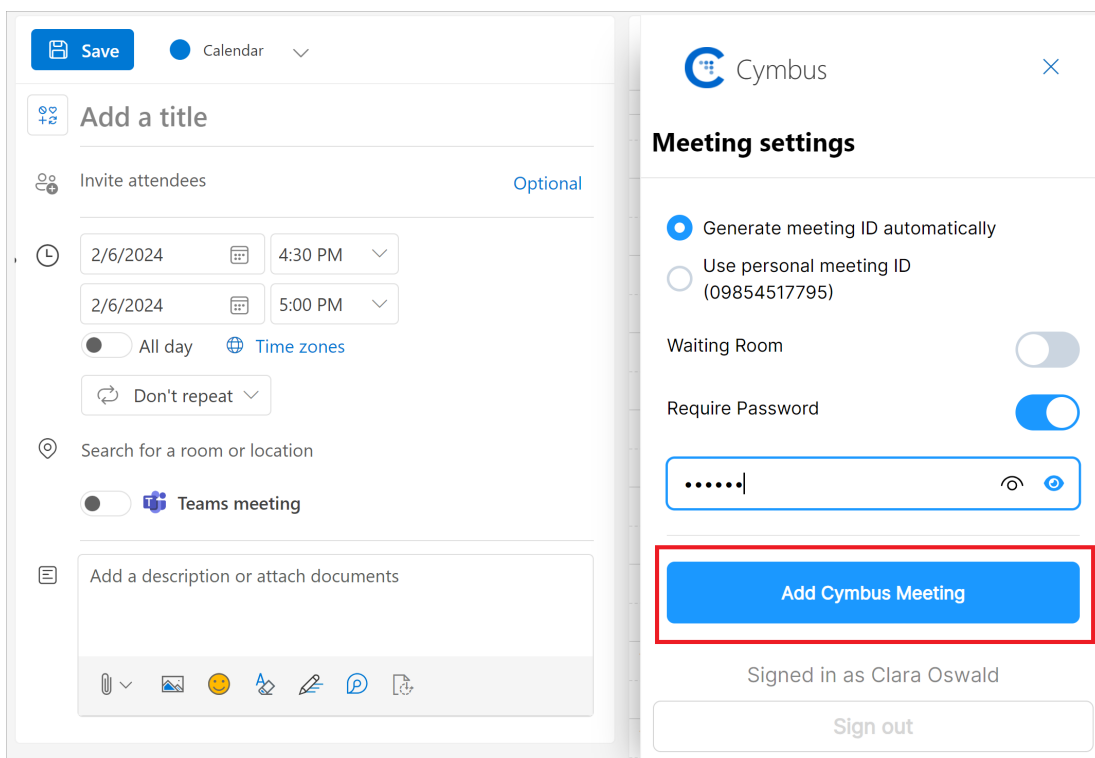 Save
Calendar
Add a title
Invite attendees
Optional
2/6/2024
4:30 PM
2/6/2024
5:00 PM
All day
Time zones
Don't repeat
Search for a room or location
Teams meeting
Add a description or attach documents
Cymbus
Meeting settings
Generate meeting ID automatically
Use personal meeting ID
(09854517795)
Waiting Room
Require Password
••••••
Add Cymbus Meeting
Signed in as Clara Oswald
Sign out